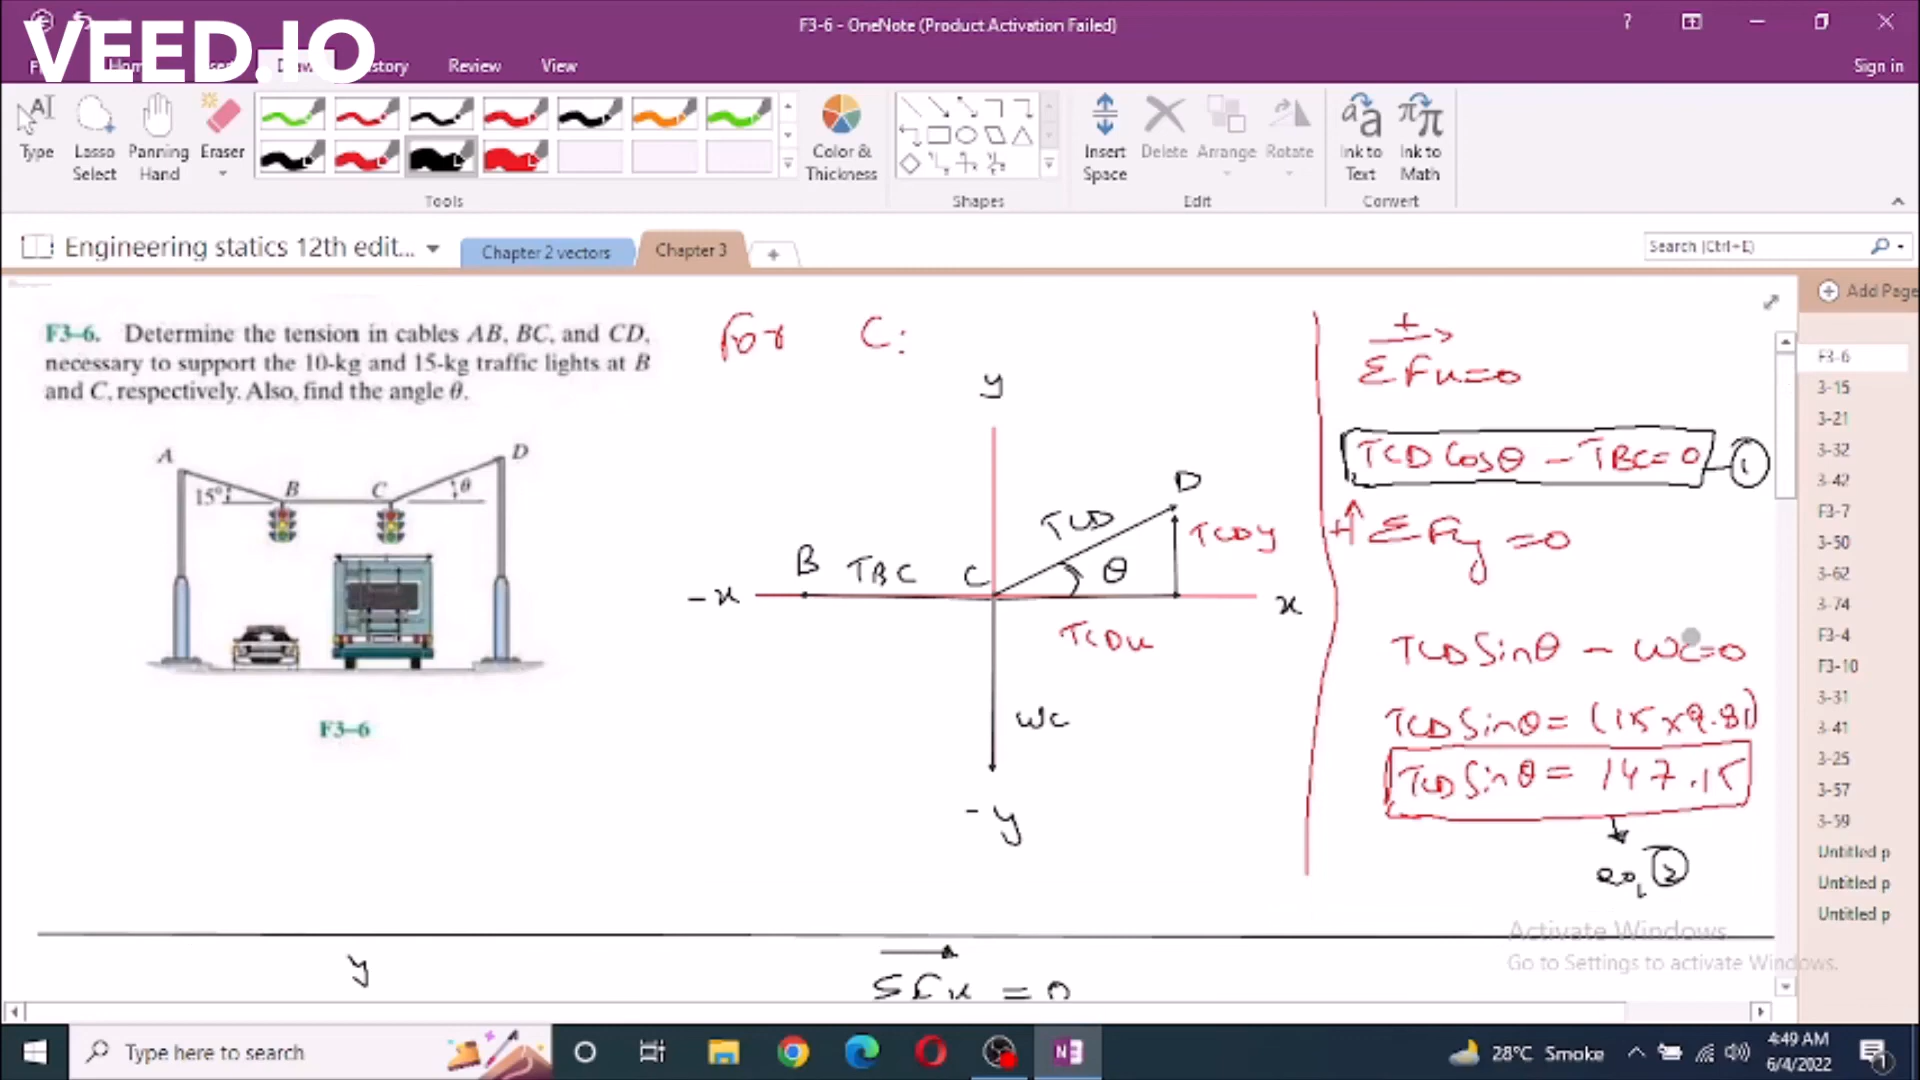 F3-6 - OneNote (Product Activation Failed)
?
VEED.IO
History
Review
View
Sign in
Type
Lasso
Select
Panning
Hand
Eraser
Color &
Thickness
Insert
Space
Delete
Arrange
Rotate
Ink to
Text
Ink to
Math
Tools
Shapes
Edit
Convert
Engineering statics 12th edit...
Chapter 2 vectors
Chapter 3
Search (Ctrl+E)
F3–6. Determine the tension in cables AB, BC, and CD,
necessary to support the 10-kg and 15-kg traffic lights at B
and C, respectively. Also, find the angle θ.
A
D
15°
B
C
θ
F3–6
For C:
y
D
TCD
TCDy
B
TBC
C
θ
-x
x
TCDx
WC
-y
+
ΣFx=0
TCD Cosθ - TBC=0
1
+ ΣFy =0
TCD Sinθ - WC=0
TCD Sinθ = (15x9.81)
TCD Sinθ = 147.15
eq, 2
y
ΣFx = 0
Add Page
F3-6
3-15
3-21
3-32
3-42
F3-7
3-50
3-62
3-74
F3-4
F3-10
3-31
3-41
3-25
3-57
3-59
Untitled p
Untitled p
Untitled p
Activate Windows
Go to Settings to activate Windows.
Type here to search
28°C Smoke
4:49 AM
6/4/2022
1